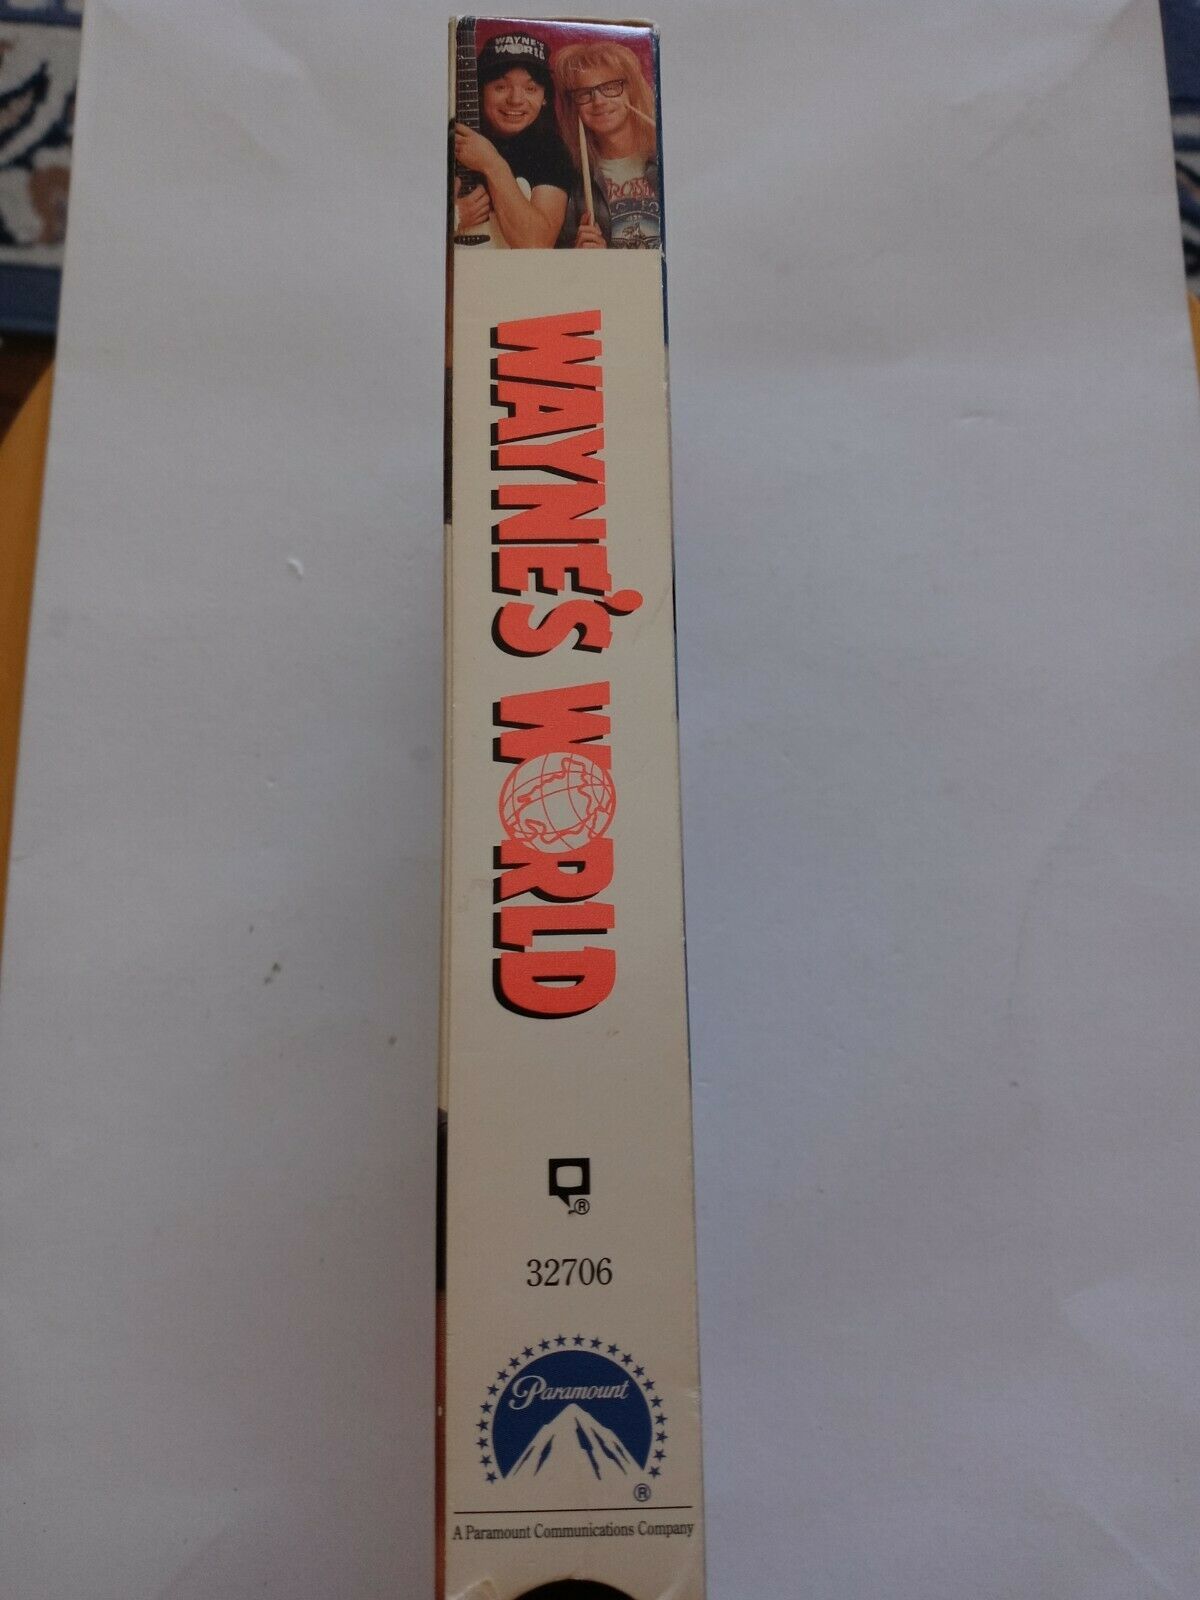 WAYNE'S
WORLD
WAYNE'S WORLD
®
32706
Paramount
®
A Paramount Communications Company